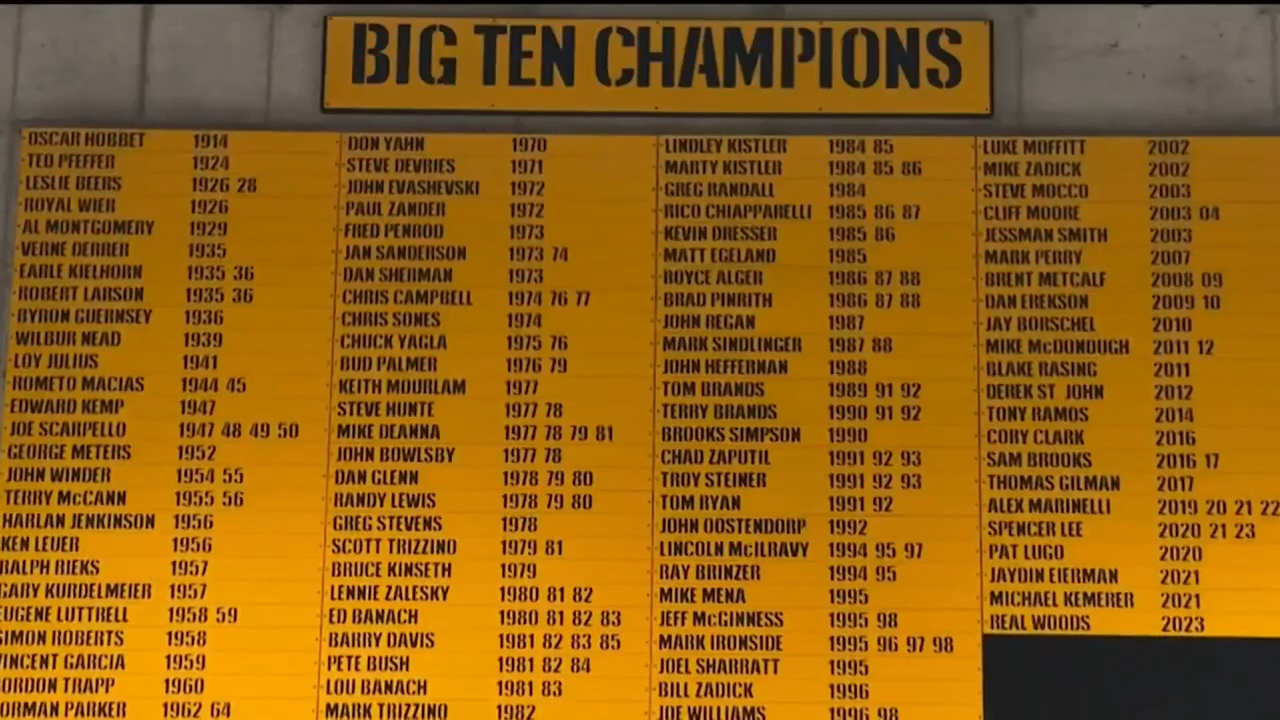 BIG TEN CHAMPIONS
OSCAR HOBBET 1914
TED PFEFFER 1924
LESLIE BEERS 1926 28
ROYAL WIER 1926
AL MONTGOMERY 1929
VERNE DERRER 1935
EARLE KIELHORN 1935 36
ROBERT LARSON 1935 36
BYRON GUERNSEY 1936
WILBUR NEAD 1939
LOY JULIUS 1941
ROMETO MACIAS 1944 45
EDWARD KEMP 1947
JOE SCARPELLO 1947 48 49 50
GEORGE METERS 1952
JOHN WINDER 1954 55
TERRY McCANN 1955 56
HARLAN JENKINSON 1956
KEN LEUER 1956
RALPH RIEKS 1957
GARY KURDELMEIER 1957
EUGENE LUTTRELL 1958 59
SIMON ROBERTS 1958
VINCENT GARCIA 1959
ORDON TRAPP 1960
ORMAN PARKER 1962 64
DON YAHN 1970
STEVE DEVRIES 1971
JOHN EVASHEVSKI 1972
PAUL ZANDER 1972
FRED PENROD 1973
JAN SANDERSON 1973 74
DAN SHERMAN 1973
CHRIS CAMPBELL 1974 76 77
CHRIS SONES 1974
CHUCK YAGLA 1975 76
BUD PALMER 1976 79
KEITH MOURLAM 1977
STEVE HUNTE 1977 78
MIKE DEANNA 1977 78 79 81
JOHN BOWLSBY 1977 78
DAN GLENN 1978 79 80
RANDY LEWIS 1978 79 80
GREG STEVENS 1978
SCOTT TRIZZINO 1979 81
BRUCE KINSETH 1979
LENNIE ZALESKY 1980 81 82
ED BANACH 1980 81 82 83
BARRY DAVIS 1981 82 83 85
PETE BUSH 1981 82 84
LOU BANACH 1981 83
MARK TRIZZINO 1982
LINDLEY KISTLER 1984 85
MARTY KISTLER 1984 85 86
GREG RANDALL 1984
RICO CHIAPPARELLI 1985 86 87
KEVIN DRESSER 1985 86
MATT EGELAND 1985
ROYCE ALGER 1986 87 88
BRAD PINRITH 1986 87 88
JOHN REGAN 1987
MARK SINDLINGER 1987 88
JOHN HEFFERNAN 1988
TOM BRANDS 1989 91 92
TERRY BRANDS 1990 91 92
BROOKS SIMPSON 1990
CHAD ZAPUTIL 1991 92 93
TROY STEINER 1991 92 93
TOM RYAN 1991 92
JOHN OOSTENDORP 1992
LINCOLN McILRAVY 1994 95 97
RAY BRINZER 1994 95
MIKE MENA 1995
JEFF McGINNESS 1995 98
MARK IRONSIDE 1995 96 97 98
JOEL SHARRATT 1995
BILL ZADICK 1996
JOE WILLIAMS 1996 98
LUKE MOFFITT 2002
MIKE ZADICK 2002
STEVE MOCCO 2003
CLIFF MOORE 2003 04
JESSMAN SMITH 2003
MARK PERRY 2007
BRENT METCALF 2008 09
DAN EREKSON 2009 10
JAY BORSCHEL 2010
MIKE McDONOUGH 2011 12
BLAKE RASING 2011
DEREK ST JOHN 2012
TONY RAMOS 2014
CORY CLARK 2016
SAM BROOKS 2016 17
THOMAS GILMAN 2017
ALEX MARINELLI 2019 20 21 22
SPENCER LEE 2020 21 23
PAT LUGO 2020
JAYDIN EIERMAN 2021
MICHAEL KEMERER 2021
REAL WOODS 2023